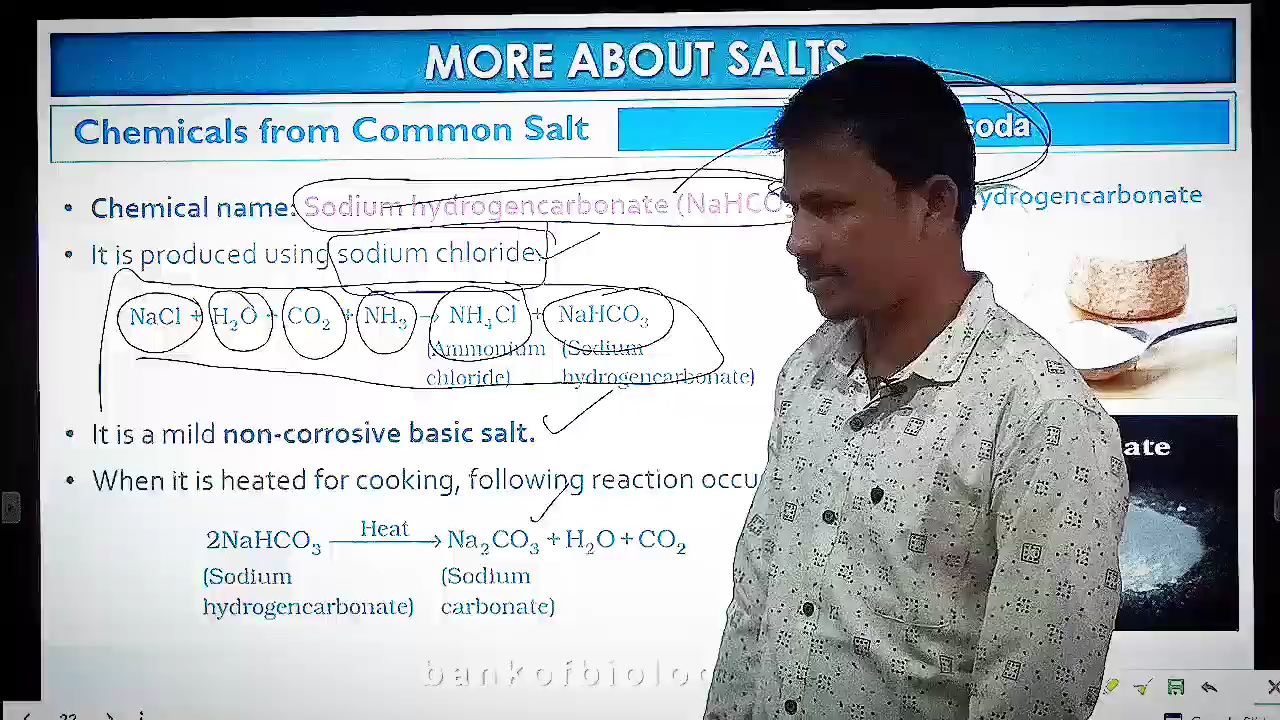 MORE ABOUT SALTS
Chemicals from Common Salt
soda
• Chemical name: Sodium hydrogencarbonate (NaHCO₃
ydrogencarbonate
• It is produced using sodium chloride.
NaCl + H₂O + CO₂ + NH₃ → NH₄Cl + NaHCO₃
(Ammonium (Sodium
chloride) hydrogencarbonate)
• It is a mild non-corrosive basic salt.
ate
• When it is heated for cooking, following reaction occu
Heat
2NaHCO₃ → Na₂CO₃ + H₂O + CO₂
(Sodium (Sodium
hydrogencarbonate) carbonate)
bankofbiolo